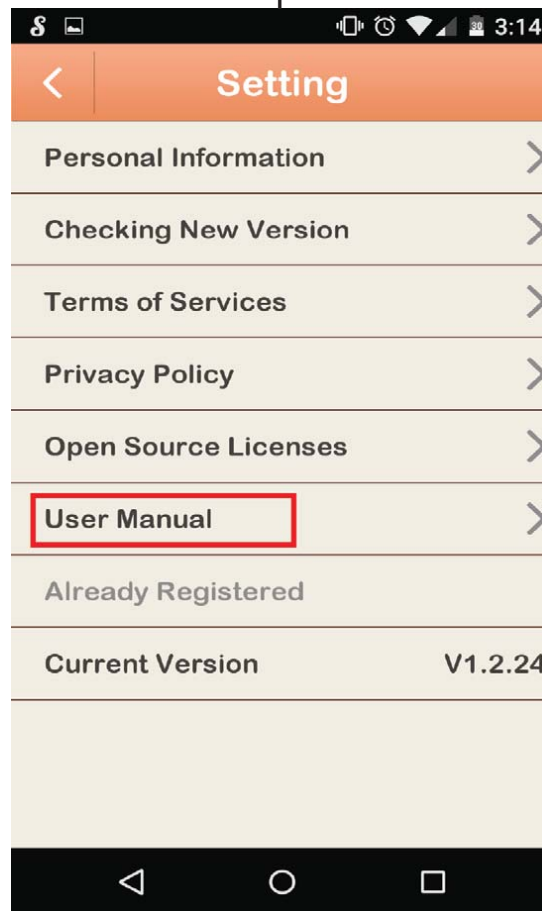 30 3:14
Setting
Personal Information
Checking New Version
Terms of Services
Privacy Policy
Open Source Licenses
User Manual
Already Registered
Current Version V1.2.24